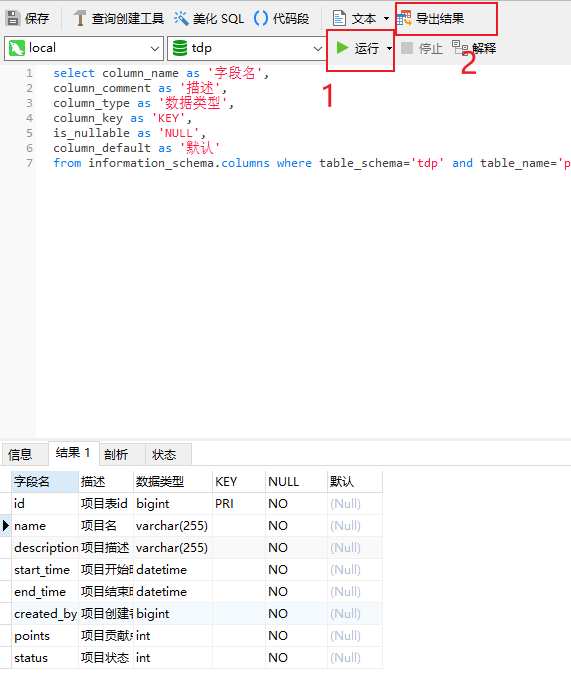 保存 查询创建工具 美化 SQL 代码段 文本 导出结果
local tdp 运行 停止 解释
1 2
1 select column_name as '字段名',
2 column_comment as '描述',
3 column_type as '数据类型',
4 column_key as 'KEY',
5 is_nullable as 'NULL',
6 column_default as '默认'
7 from information_schema.columns where table_schema='tdp' and table_name='p
信息 结果 1 剖析 状态
字段名 描述 数据类型 KEY NULL 默认
id 项目表id bigint PRI NO (Null)
name 项目名 varchar(255) NO (Null)
description 项目描述 varchar(255) NO (Null)
start_time 项目开始 datetime NO (Null)
end_time 项目结束 datetime NO (Null)
created_by 项目创建 bigint NO (Null)
points 项目贡献 int NO (Null)
status 项目状态 int NO (Null)